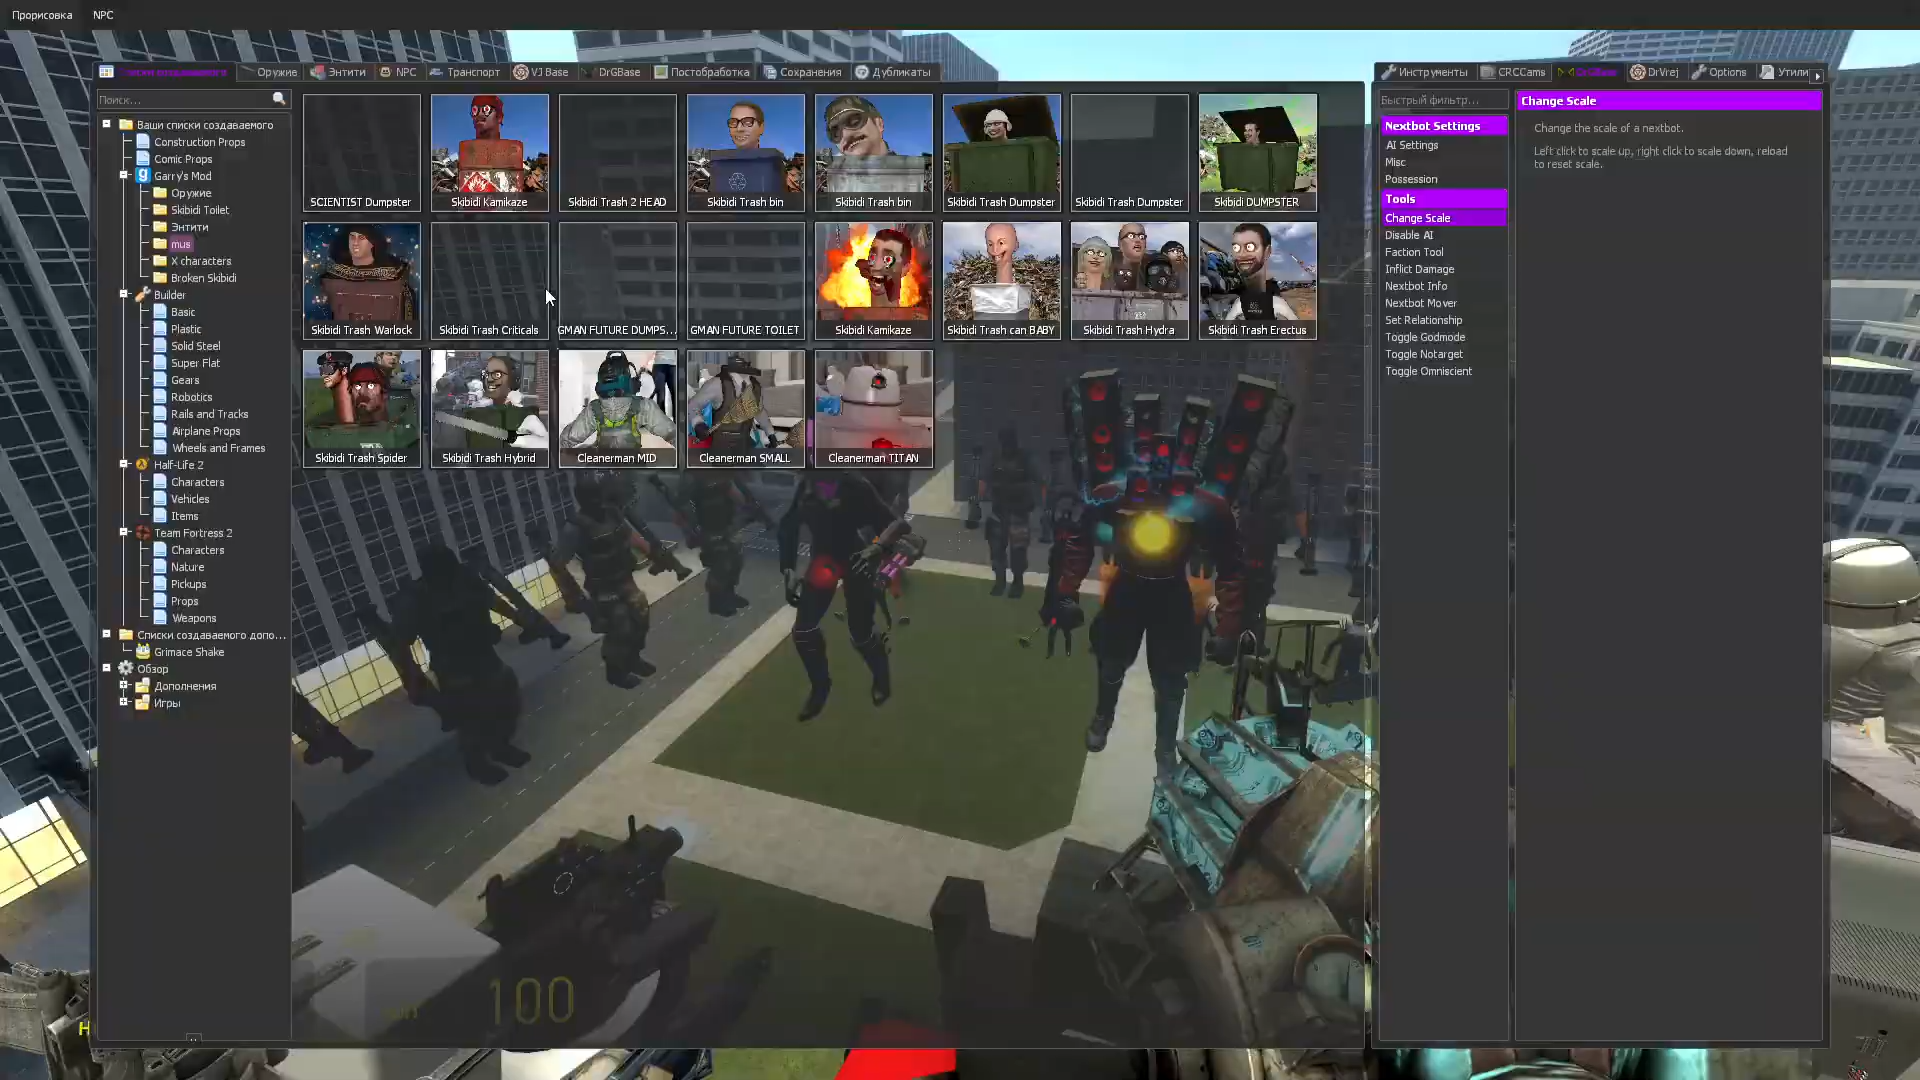 Прорисовка NPC
Оружие Энтити NPC Транспорт VJ Base DrGBase Постобработка Сохранения Дубликаты
Поиск...
Ваши списки создаваемого
Construction Props
Comic Props
Garry's Mod
Оружие
Skibidi Toilet
Энтити
mus
X characters
Broken Skibidi
Builder
Basic
Plastic
Solid Steel
Super Flat
Gears
Robotics
Rails and Tracks
Airplane Props
Wheels and Frames
Half-Life 2
Characters
Vehicles
Items
Team Fortress 2
Characters
Nature
Pickups
Props
Weapons
Списки создаваемого допо...
Grimace Shake
Обзор
Дополнения
Игры
SCIENTIST Dumpster
Skibidi Kamikaze
Skibidi Trash 2 HEAD
Skibidi Trash bin
Skibidi Trash bin
Skibidi Trash Dumpster
Skibidi Trash Dumpster
Skibidi DUMPSTER
Skibidi Trash Warlock
Skibidi Trash Criticals
GMAN FUTURE DUMPS...
GMAN FUTURE TOILET
Skibidi Kamikaze
Skibidi Trash can BABY
Skibidi Trash Hydra
Skibidi Trash Erectus
Skibidi Trash Spider
Skibidi Trash Hybrid
Cleanerman MID
Cleanerman SMALL
Cleanerman TITAN
100
Инструменты CRCCams DrGBase DrVrej Options Утили
Быстрый фильтр...
Nextbot Settings
AI Settings
Misc
Possession
Tools
Change Scale
Disable AI
Faction Tool
Inflict Damage
Nextbot Info
Nextbot Mover
Set Relationship
Toggle Godmode
Toggle Notarget
Toggle Omniscient
Change Scale
Change the scale of a nextbot.
Left click to scale up, right click to scale down, reload
to reset scale.